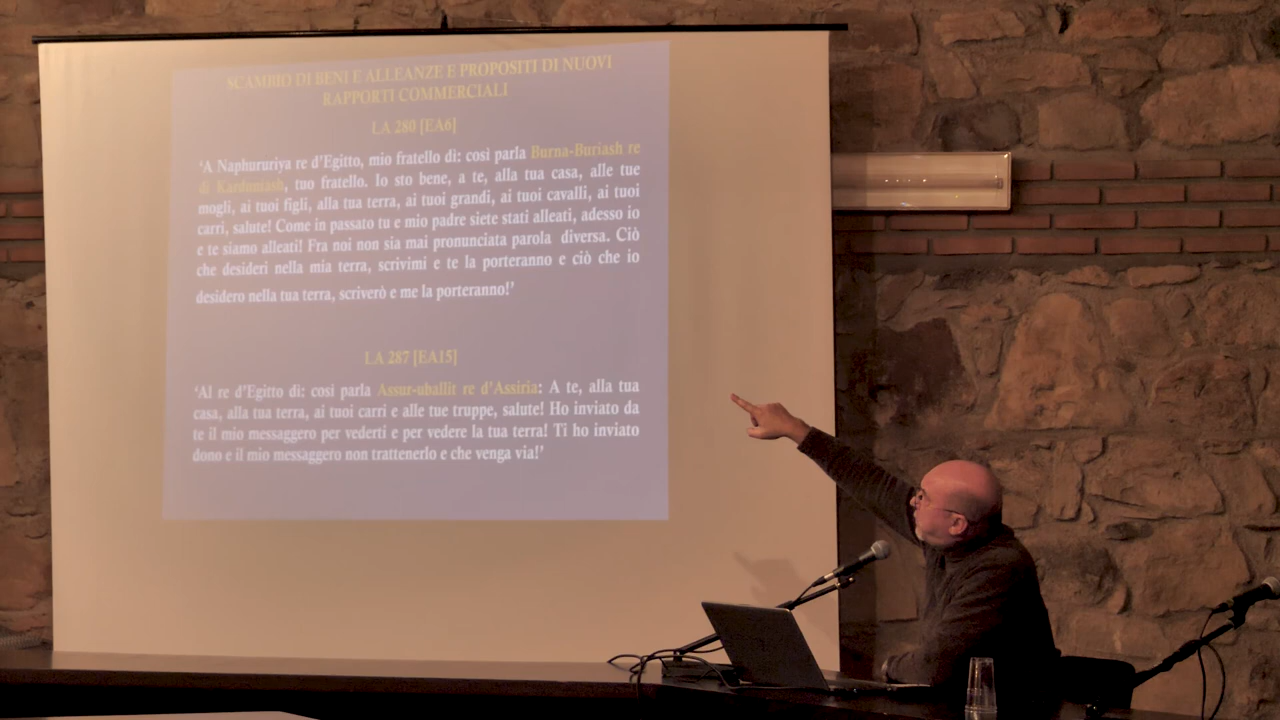 SCAMBIO DI BENI E ALLEANZE E PROPOSITI DI NUOVI
RAPPORTI COMMERCIALI
LA 280 [EA6]
‘A Naphururiya re d’Egitto, mio fratello di: così parla Burna-Buriash re
di Karduniash, tuo fratello. Io sto bene, a te, alla tua casa, alle tue
mogli, ai tuoi figli, alla tua terra, ai tuoi grandi, ai tuoi cavalli, ai tuoi
carri, salute! Come in passato tu e mio padre siete stati alleati, adesso io
e te siamo alleati! Fra noi non sia mai pronunciata parola diversa. Ciò
che desideri nella mia terra, scrivimi e te la porteranno e ciò che io
desidero nella tua terra, scriverò e me la porteranno!’
LA 287 [EA15]
‘Al re d’Egitto di: così parla Assur-uballit re d’Assiria: A te, alla tua
casa, alla tua terra, ai tuoi carri e alle tue truppe, salute! Ho inviato da
te il mio messaggero per vederti e per vedere la tua terra! Ti ho inviato
dono e il mio messaggero non trattenerlo e che venga via!’